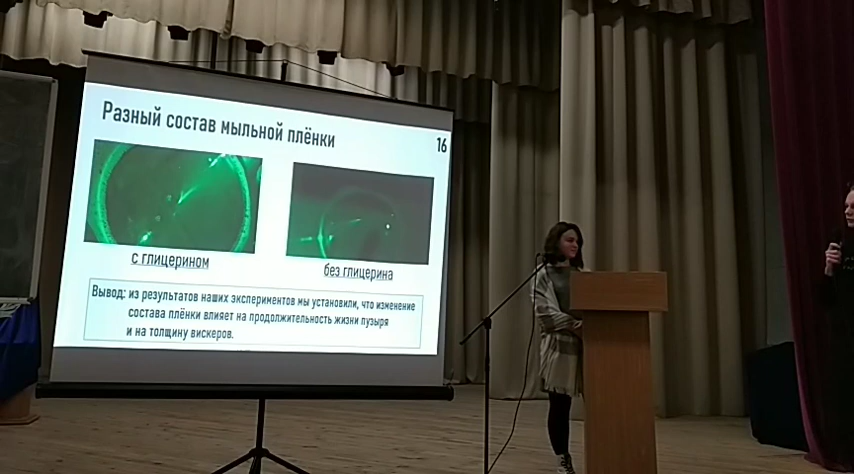 Разный состав мыльной плёнки
16
с глицерином
без глицерина
Вывод: из результатов наших экспериментов мы установили, что изменение
состава плёнки влияет на продолжительность жизни пузыря
и на толщину вискеров.